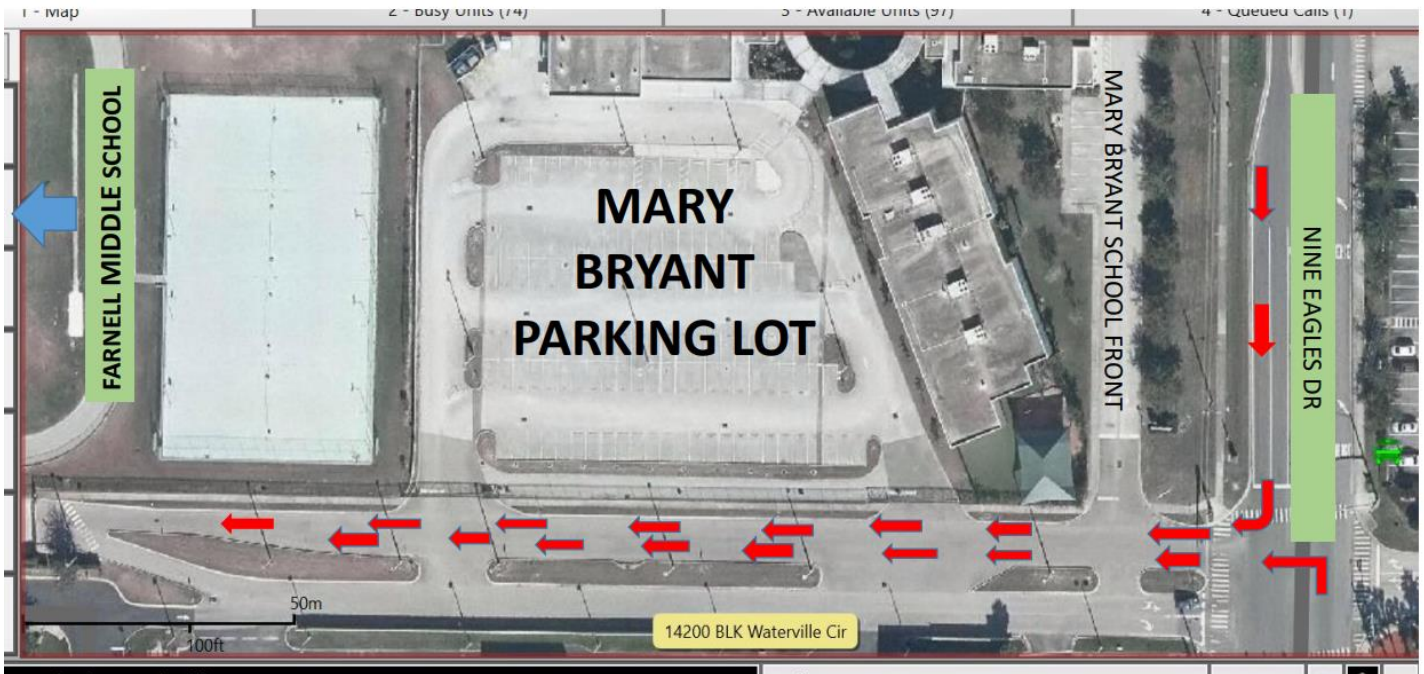 1 - Map
2 - Busy Units (74)
3 - Available Units (97)
4 - Queued Calls (1)
FARNELL MIDDLE SCHOOL
MARY
BRYANT
PARKING LOT
MARY BRYANT SCHOOL FRONT
NINE EAGLES DR
50m
100ft
14200 BLK Waterville Cir